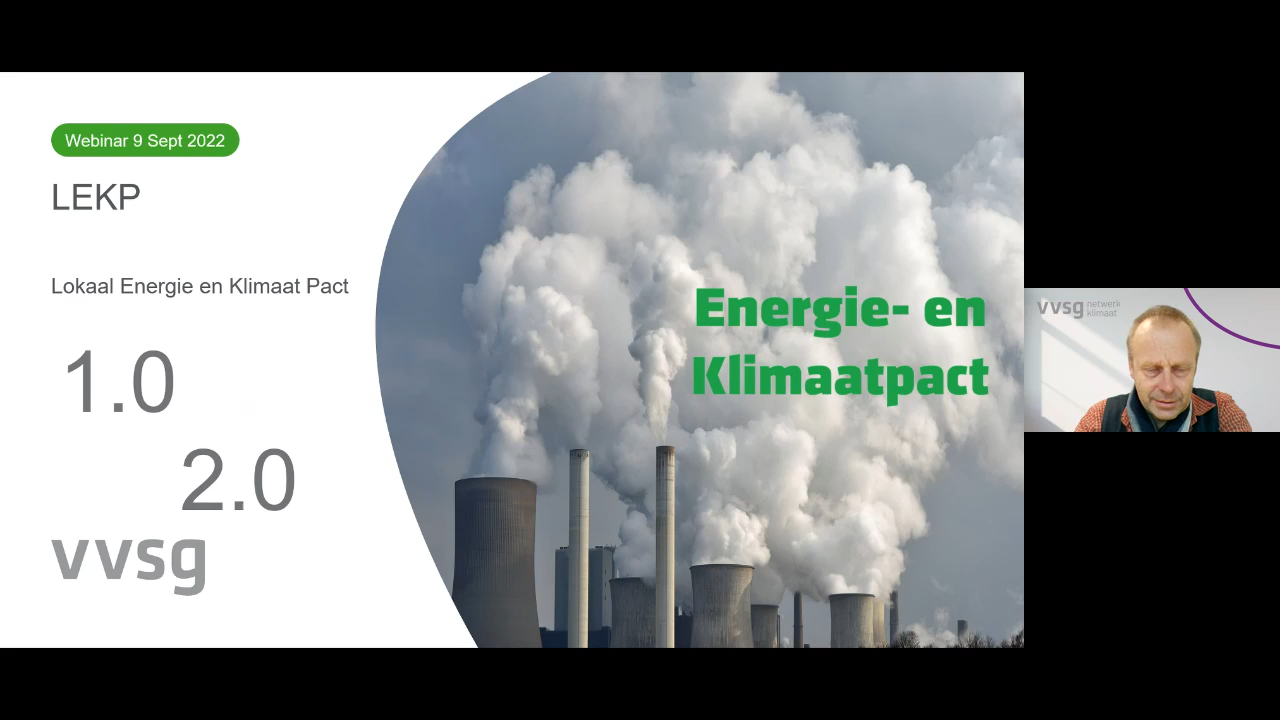 Webinar 9 Sept 2022
LEKP
Lokaal Energie en Klimaat Pact
1.0
2.0
vvsg
Energie- en
Klimaatpact
vvsg netwerk
klimaat